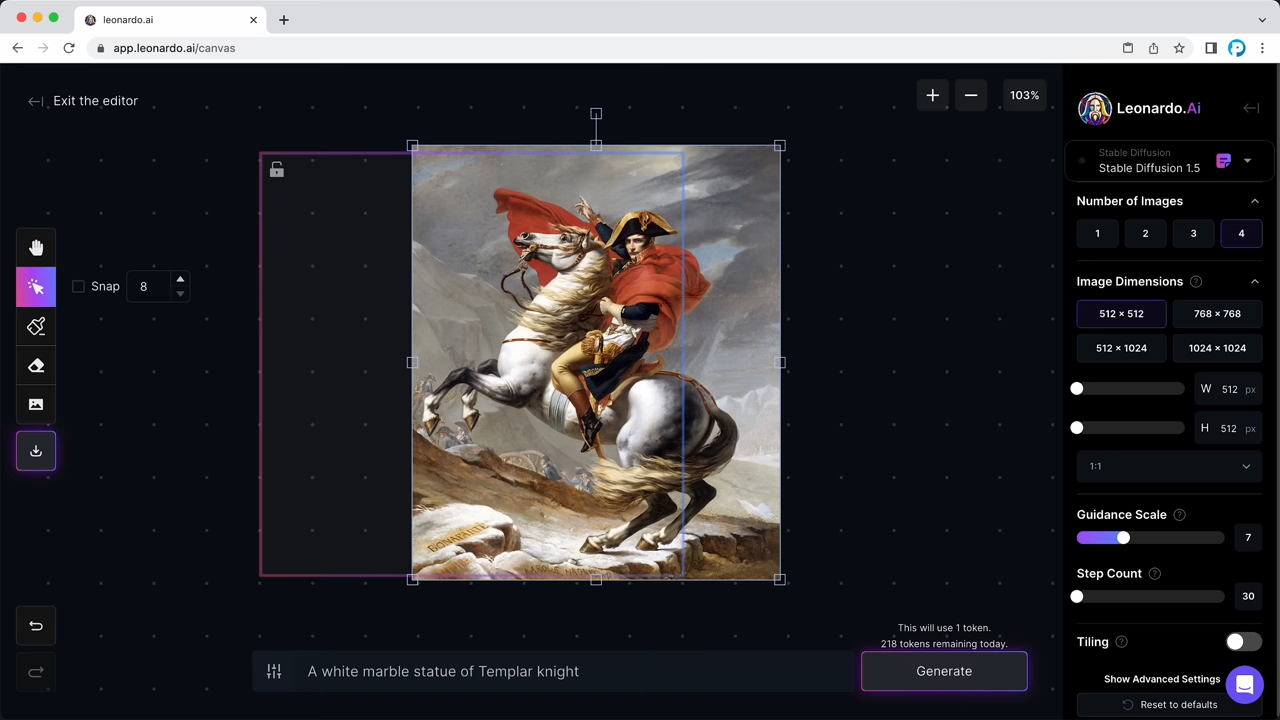 leonardo.ai
app.leonardo.ai/canvas
Exit the editor
103%
Leonardo.Ai
Stable Diffusion
Stable Diffusion 1.5
Number of Images
1 2 3 4
Image Dimensions
512 × 512 768 × 768
512 × 1024 1024 × 1024
W 512 px
H 512 px
1:1
Guidance Scale
7
Step Count
30
Tiling
Show Advanced Settings
Reset to defaults
Snap 8
BONAPARTE
This will use 1 token.
218 tokens remaining today.
A white marble statue of Templar knight
Generate